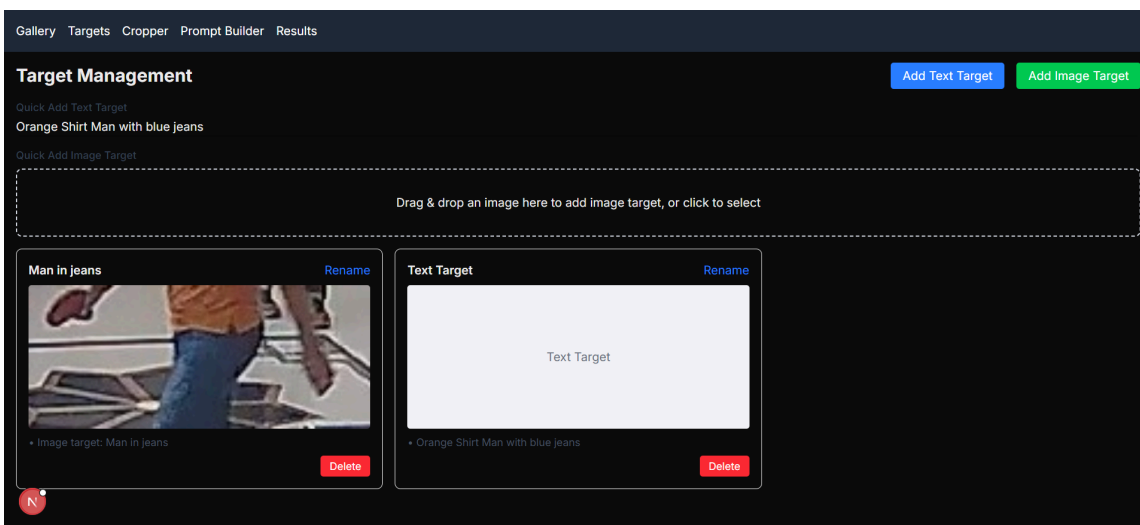 Gallery Targets Cropper Prompt Builder Results
Target Management
Add Text Target
Add Image Target
Quick Add Text Target
Orange Shirt Man with blue jeans
Quick Add Image Target
Drag & drop an image here to add image target, or click to select
Man in jeans
Rename
• Image target: Man in jeans
Delete
Text Target
Rename
Text Target
• Orange Shirt Man with blue jeans
Delete
N